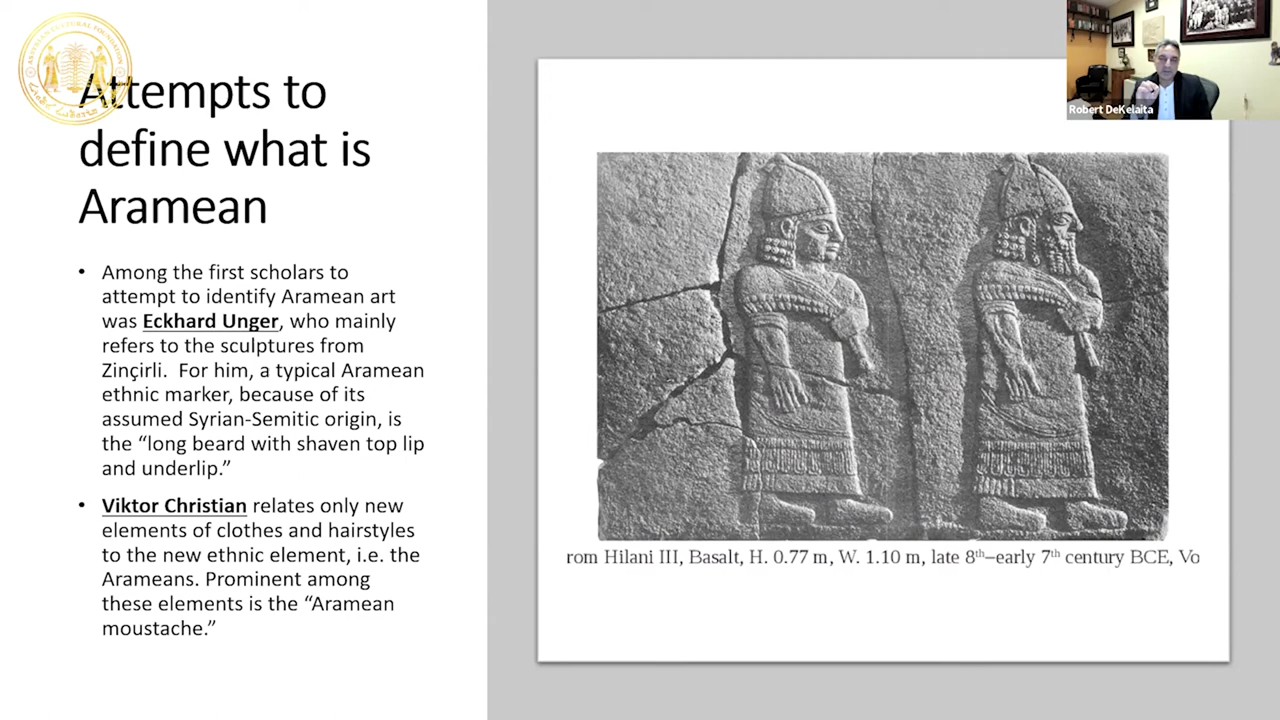 Attempts to
define what is
Aramean
• Among the first scholars to
attempt to identify Aramean art
was Eckhard Unger, who mainly
refers to the sculptures from
Zinçirli. For him, a typical Aramean
ethnic marker, because of its
assumed Syrian-Semitic origin, is
the “long beard with shaven top lip
and underlip.”
• Viktor Christian relates only new
elements of clothes and hairstyles
to the new ethnic element, i.e. the
Arameans. Prominent among
these elements is the “Aramean
moustache.”
rom Hilani III, Basalt, H. 0.77 m, W. 1.10 m, late 8th–early 7th century BCE, Vo
Robert DeKelaita
ASSYRIAN CULTURAL FOUNDATION